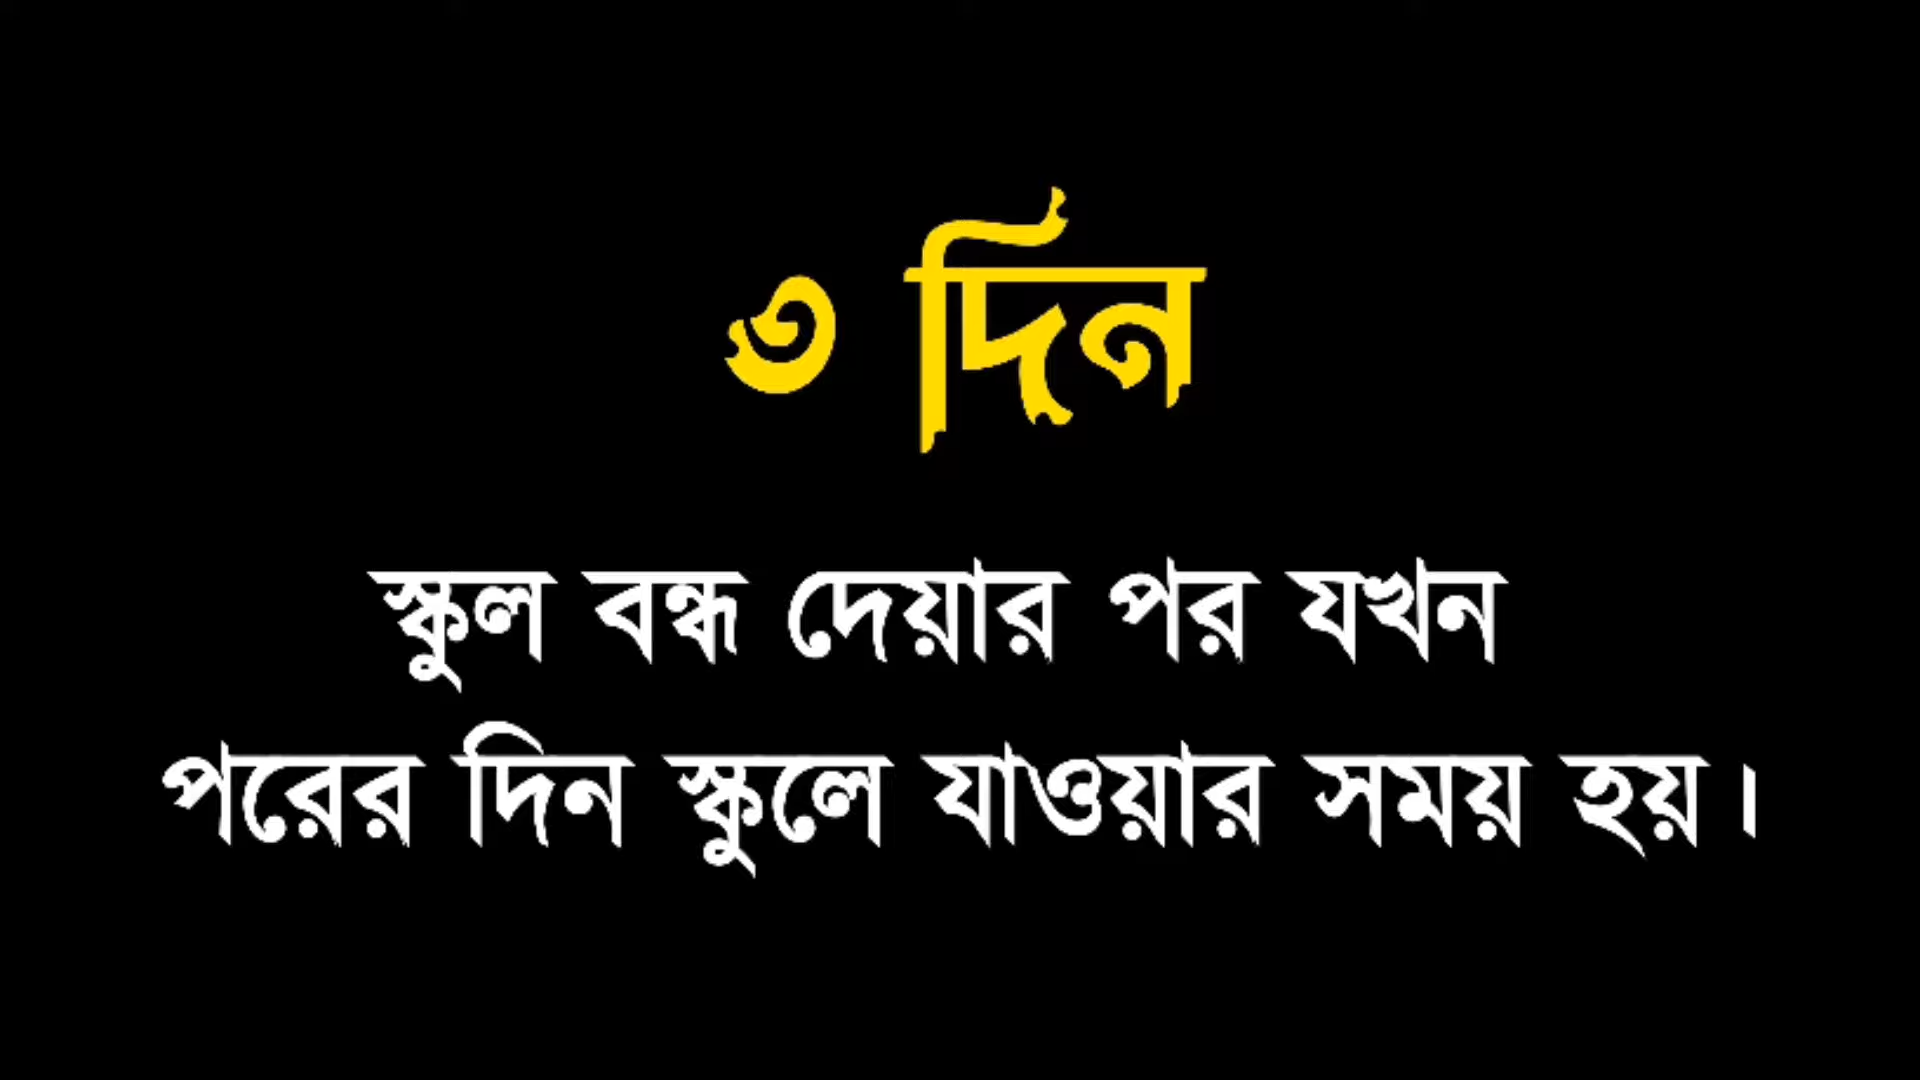 ৩ দিন
স্কুল বন্ধ দেয়ার পর যখন
পরের দিন স্কুলে যাওয়ার সময় হয়।